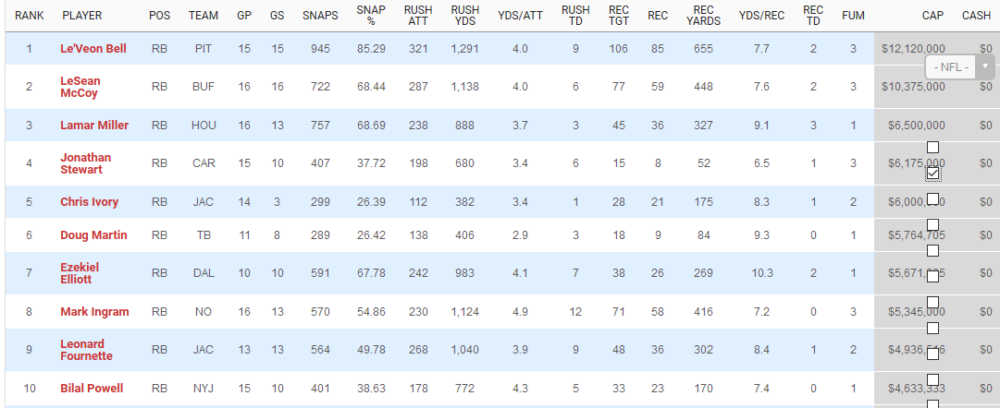 RANK PLAYER POS TEAM GP GS SNAPS SNAP % RUSH ATT RUSH YDS YDS/ATT RUSH TD REC TGT REC REC YARDS YDS/REC REC TD FUM CAP CASH
1 Le'Veon Bell RB PIT 15 15 945 85.29 321 1,291 4.0 9 106 85 655 7.7 2 3 $12,120,000 $0
- NFL -
2 LeSean McCoy RB BUF 16 16 722 68.44 287 1,138 4.0 6 77 59 448 7.6 2 3 $10,375,000 $0
3 Lamar Miller RB HOU 16 13 757 68.69 238 888 3.7 3 45 36 327 9.1 3 1 $6,500,000 $0
4 Jonathan Stewart RB CAR 15 10 407 37.72 198 680 3.4 6 15 8 52 6.5 1 3 $6,175,000 $0
5 Chris Ivory RB JAC 14 3 299 26.39 112 382 3.4 1 28 21 175 8.3 1 2 $0
6 Doug Martin RB TB 11 8 289 26.42 138 406 2.9 3 18 9 84 9.3 0 1 $5,764,705 $0
7 Ezekiel Elliott RB DAL 10 10 591 67.78 242 983 4.1 7 38 26 269 10.3 2 1 $0
8 Mark Ingram RB NO 16 13 570 54.86 230 1,124 4.9 12 71 58 416 7.2 0 3 $5,345,000 $0
9 Leonard Fournette RB JAC 13 13 564 49.78 268 1,040 3.9 9 48 36 302 8.4 1 2 $0
10 Bilal Powell RB NYJ 15 10 401 38.63 178 772 4.3 5 33 23 170 7.4 0 1 $4,633,333 $0